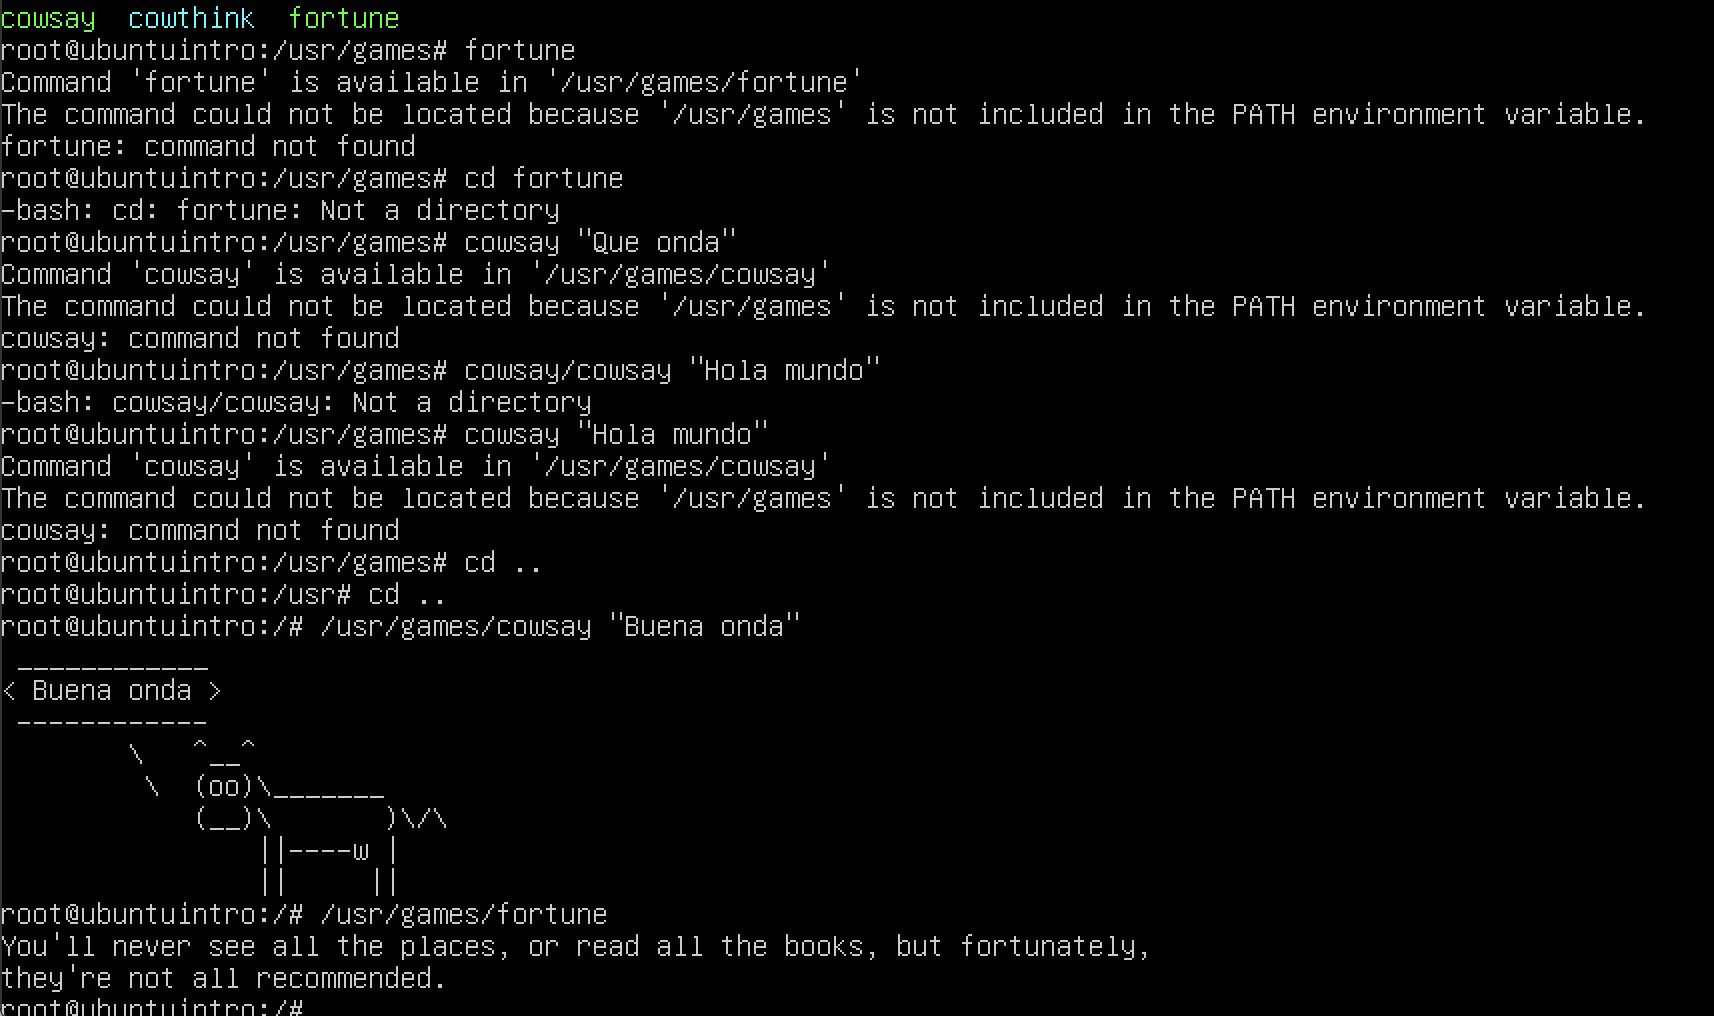 cowsay  cowthink  fortune
root@ubuntuintro:/usr/games# fortune
Command 'fortune' is available in '/usr/games/fortune'
The command could not be located because '/usr/games' is not included in the PATH environment variable.
fortune: command not found
root@ubuntuintro:/usr/games# cd fortune
-bash: cd: fortune: Not a directory
root@ubuntuintro:/usr/games# cowsay "Que onda"
Command 'cowsay' is available in '/usr/games/cowsay'
The command could not be located because '/usr/games' is not included in the PATH environment variable.
cowsay: command not found
root@ubuntuintro:/usr/games# cowsay/cowsay "Hola mundo"
-bash: cowsay/cowsay: Not a directory
root@ubuntuintro:/usr/games# cowsay "Hola mundo"
Command 'cowsay' is available in '/usr/games/cowsay'
The command could not be located because '/usr/games' is not included in the PATH environment variable.
cowsay: command not found
root@ubuntuintro:/usr/games# cd ..
root@ubuntuintro:/usr# cd ..
root@ubuntuintro:/# /usr/games/cowsay "Buena onda"
 ____________
< Buena onda >
 ------------
        \   ^__^
         \  (oo)\_______
            (__)\       )\/\
                ||----w |
                ||     ||
root@ubuntuintro:/# /usr/games/fortune
You'll never see all the places, or read all the books, but fortunately,
they're not all recommended.
root@ubuntuintro:/#